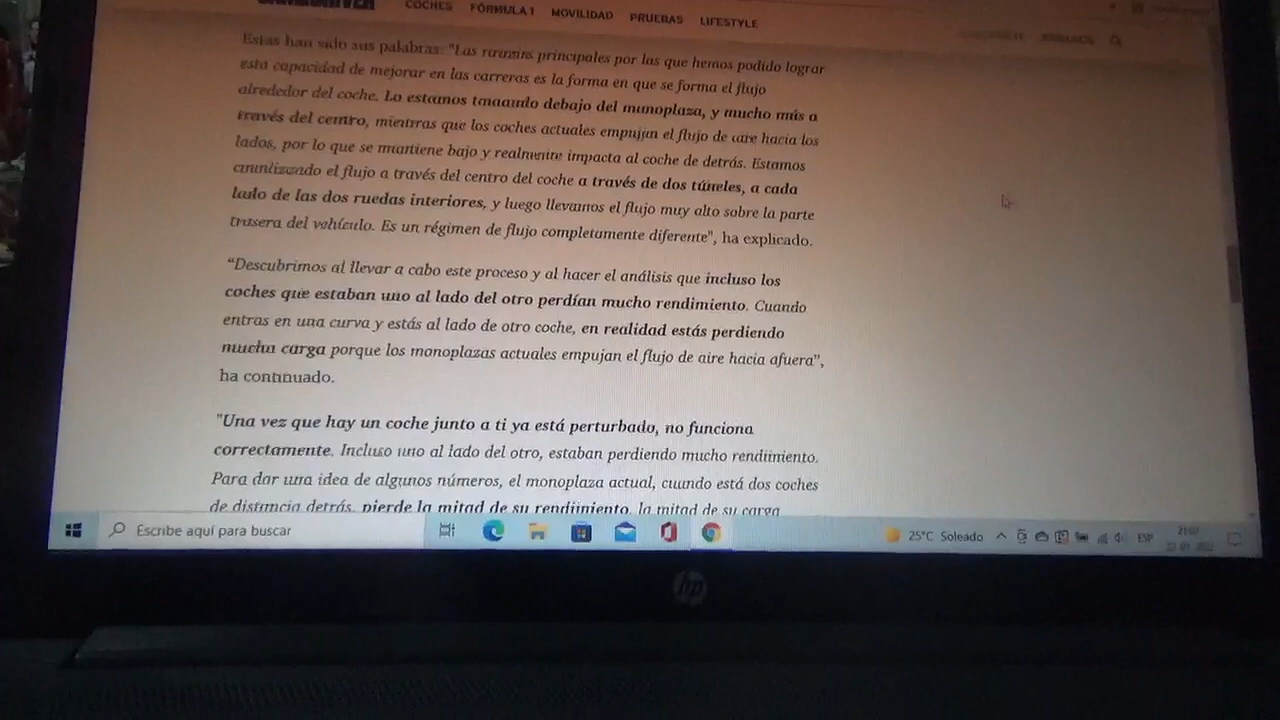 COCHES FÓRMULA 1 MOVILIDAD PRUEBAS LIFESTYLE
Estas han sido sus palabras: "Las razones principales por las que hemos podido lograr
esta capacidad de mejorar en las carreras es la forma en que se forma el flujo
alrededor del coche. Lo estamos tomando debajo del monoplaza, y mucho más a
través del centro, mientras que los coches actuales empujan el flujo de aire hacia los
lados, por lo que se mantiene bajo y realmente impacta al coche de detrás. Estamos
canalizando el flujo a través del centro del coche a través de dos túneles, a cada
lado de las dos ruedas interiores, y luego llevamos el flujo muy alto sobre la parte
trasera del vehículo. Es un régimen de flujo completamente diferente", ha explicado.
“Descubrimos al llevar a cabo este proceso y al hacer el análisis que incluso los
coches que estaban uno al lado del otro perdían mucho rendimiento. Cuando
entras en una curva y estás al lado de otro coche, en realidad estás perdiendo
mucha carga porque los monoplazas actuales empujan el flujo de aire hacia afuera”,
ha continuado.
"Una vez que hay un coche junto a ti ya está perturbado, no funciona
correctamente. Incluso uno al lado del otro, estaban perdiendo mucho rendimiento.
Para dar una idea de algunos números, el monoplaza actual, cuando está dos coches
de distancia detrás, pierde la mitad de su rendimiento, la mitad de su carga
Escribe aquí para buscar
25°C Soleado
ESP
21:07
hp